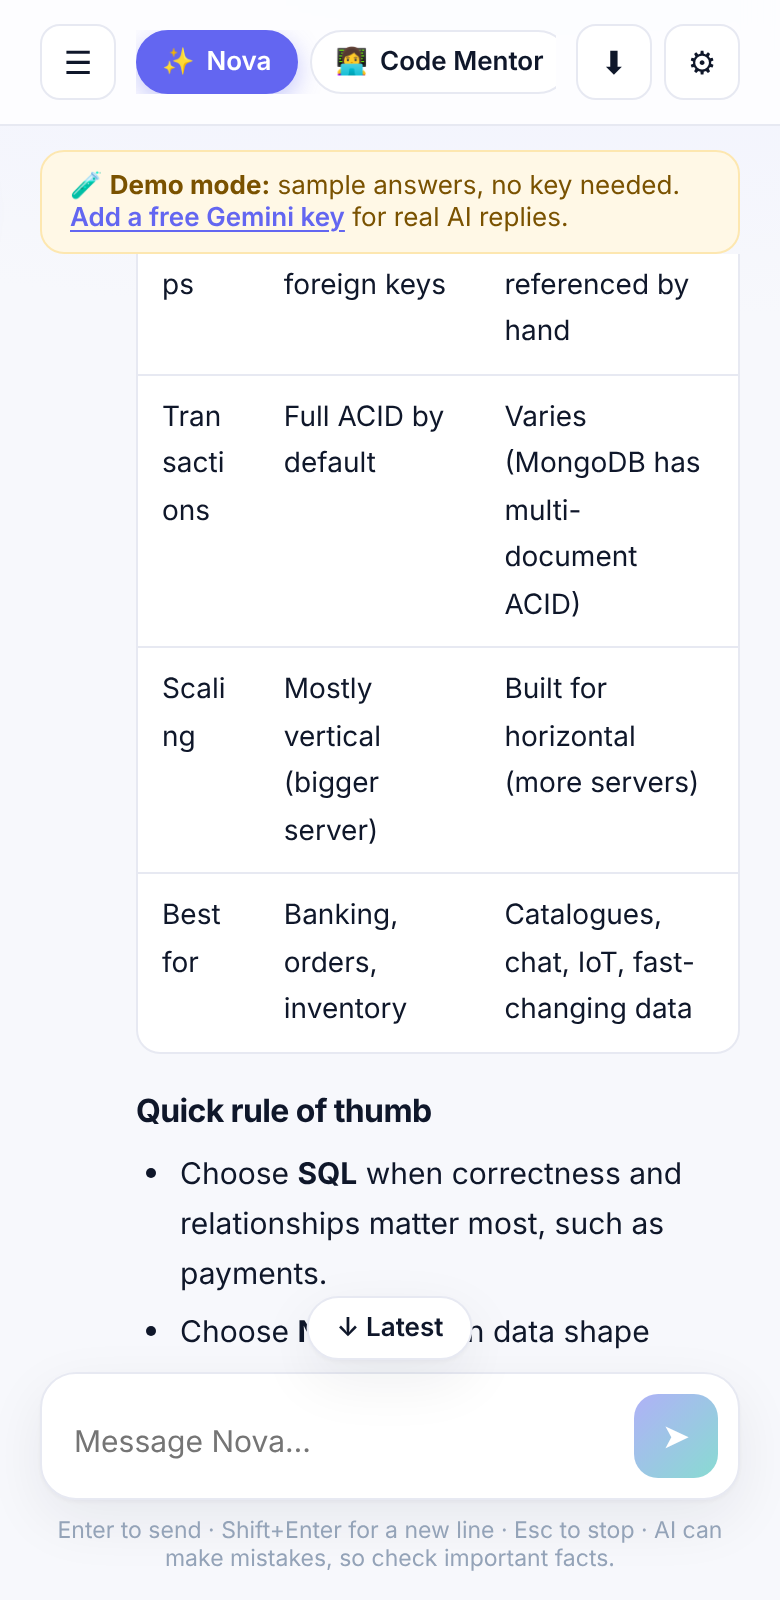 ☰ ✨ Nova 👩‍💻 Code Mentor ⬇ ⚙
🧪 Demo mode: sample answers, no key needed.
Add a free Gemini key for real AI replies.
ps foreign keys referenced by
hand
Tran Full ACID by Varies
sacti default (MongoDB has
ons multi-
document
ACID)
Scali Mostly Built for
ng vertical horizontal
(bigger (more servers)
server)
Best Banking, Catalogues,
for orders, chat, IoT, fast-
inventory changing data
Quick rule of thumb
• Choose SQL when correctness and
relationships matter most, such as
payments.
• Choose data shape
↓ Latest
Message Nova...
➤
Enter to send · Shift+Enter for a new line · Esc to stop · AI can
make mistakes, so check important facts.